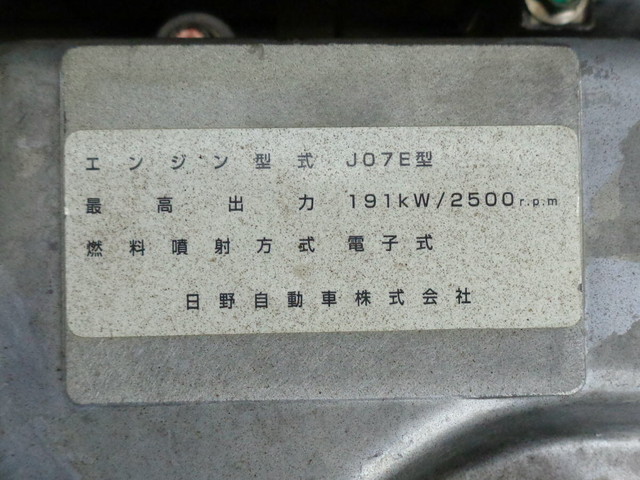 エンジン型式 J07E型
最高出力 191kW/2500r.p.m
燃料噴射方式 電子式
日野自動車株式会社